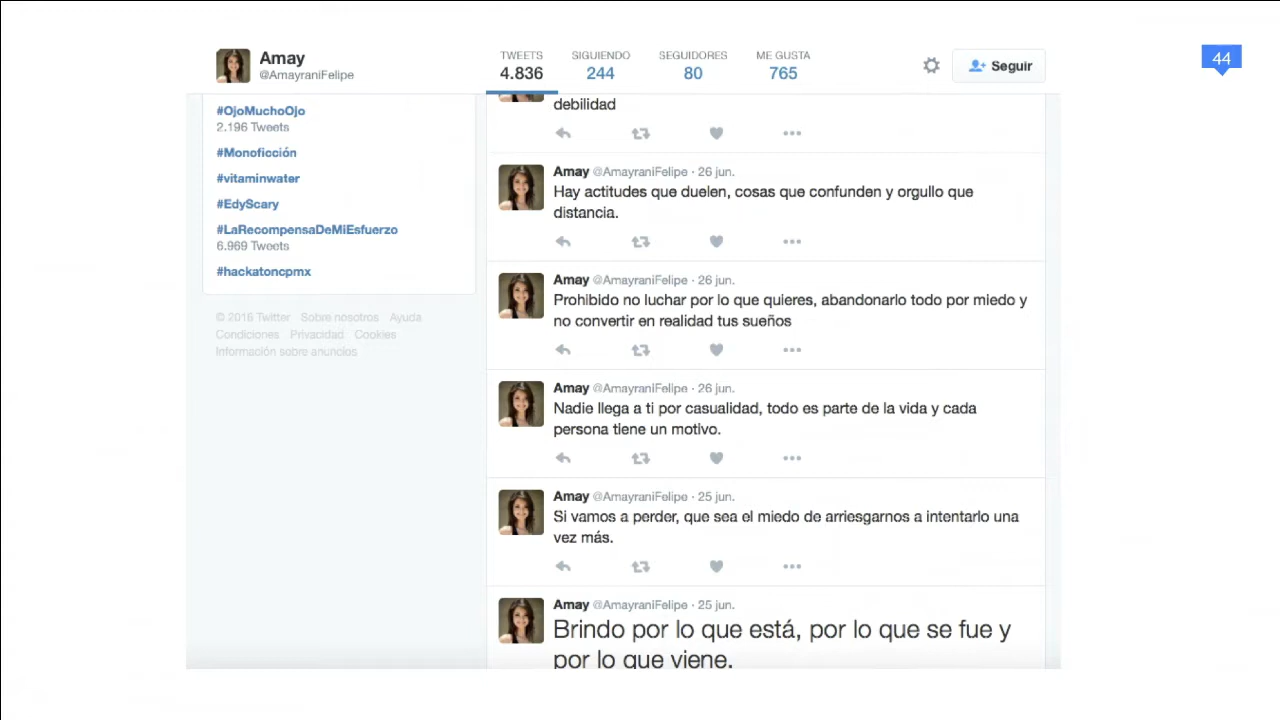 Amay
@AmayraniFelipe
TWEETS
4.836
SIGUIENDO
244
SEGUIDORES
80
ME GUSTA
765
Seguir
44
#OjoMuchoOjo
2.196 Tweets
#Monoficción
#vitaminwater
#EdyScary
#LaRecompensaDeMiEsfuerzo
6.969 Tweets
#hackatoncpmx
© 2016 Twitter Sobre nosotros Ayuda
Condiciones Privacidad Cookies
Información sobre anuncios
debilidad
Amay @AmayraniFelipe · 26 jun.
Hay actitudes que duelen, cosas que confunden y orgullo que
distancia.
Amay @AmayraniFelipe · 26 jun.
Prohibido no luchar por lo que quieres, abandonarlo todo por miedo y
no convertir en realidad tus sueños
Amay @AmayraniFelipe · 26 jun.
Nadie llega a ti por casualidad, todo es parte de la vida y cada
persona tiene un motivo.
Amay @AmayraniFelipe · 25 jun.
Si vamos a perder, que sea el miedo de arriesgarnos a intentarlo una
vez más.
Amay @AmayraniFelipe · 25 jun.
Brindo por lo que está, por lo que se fue y
por lo que viene.